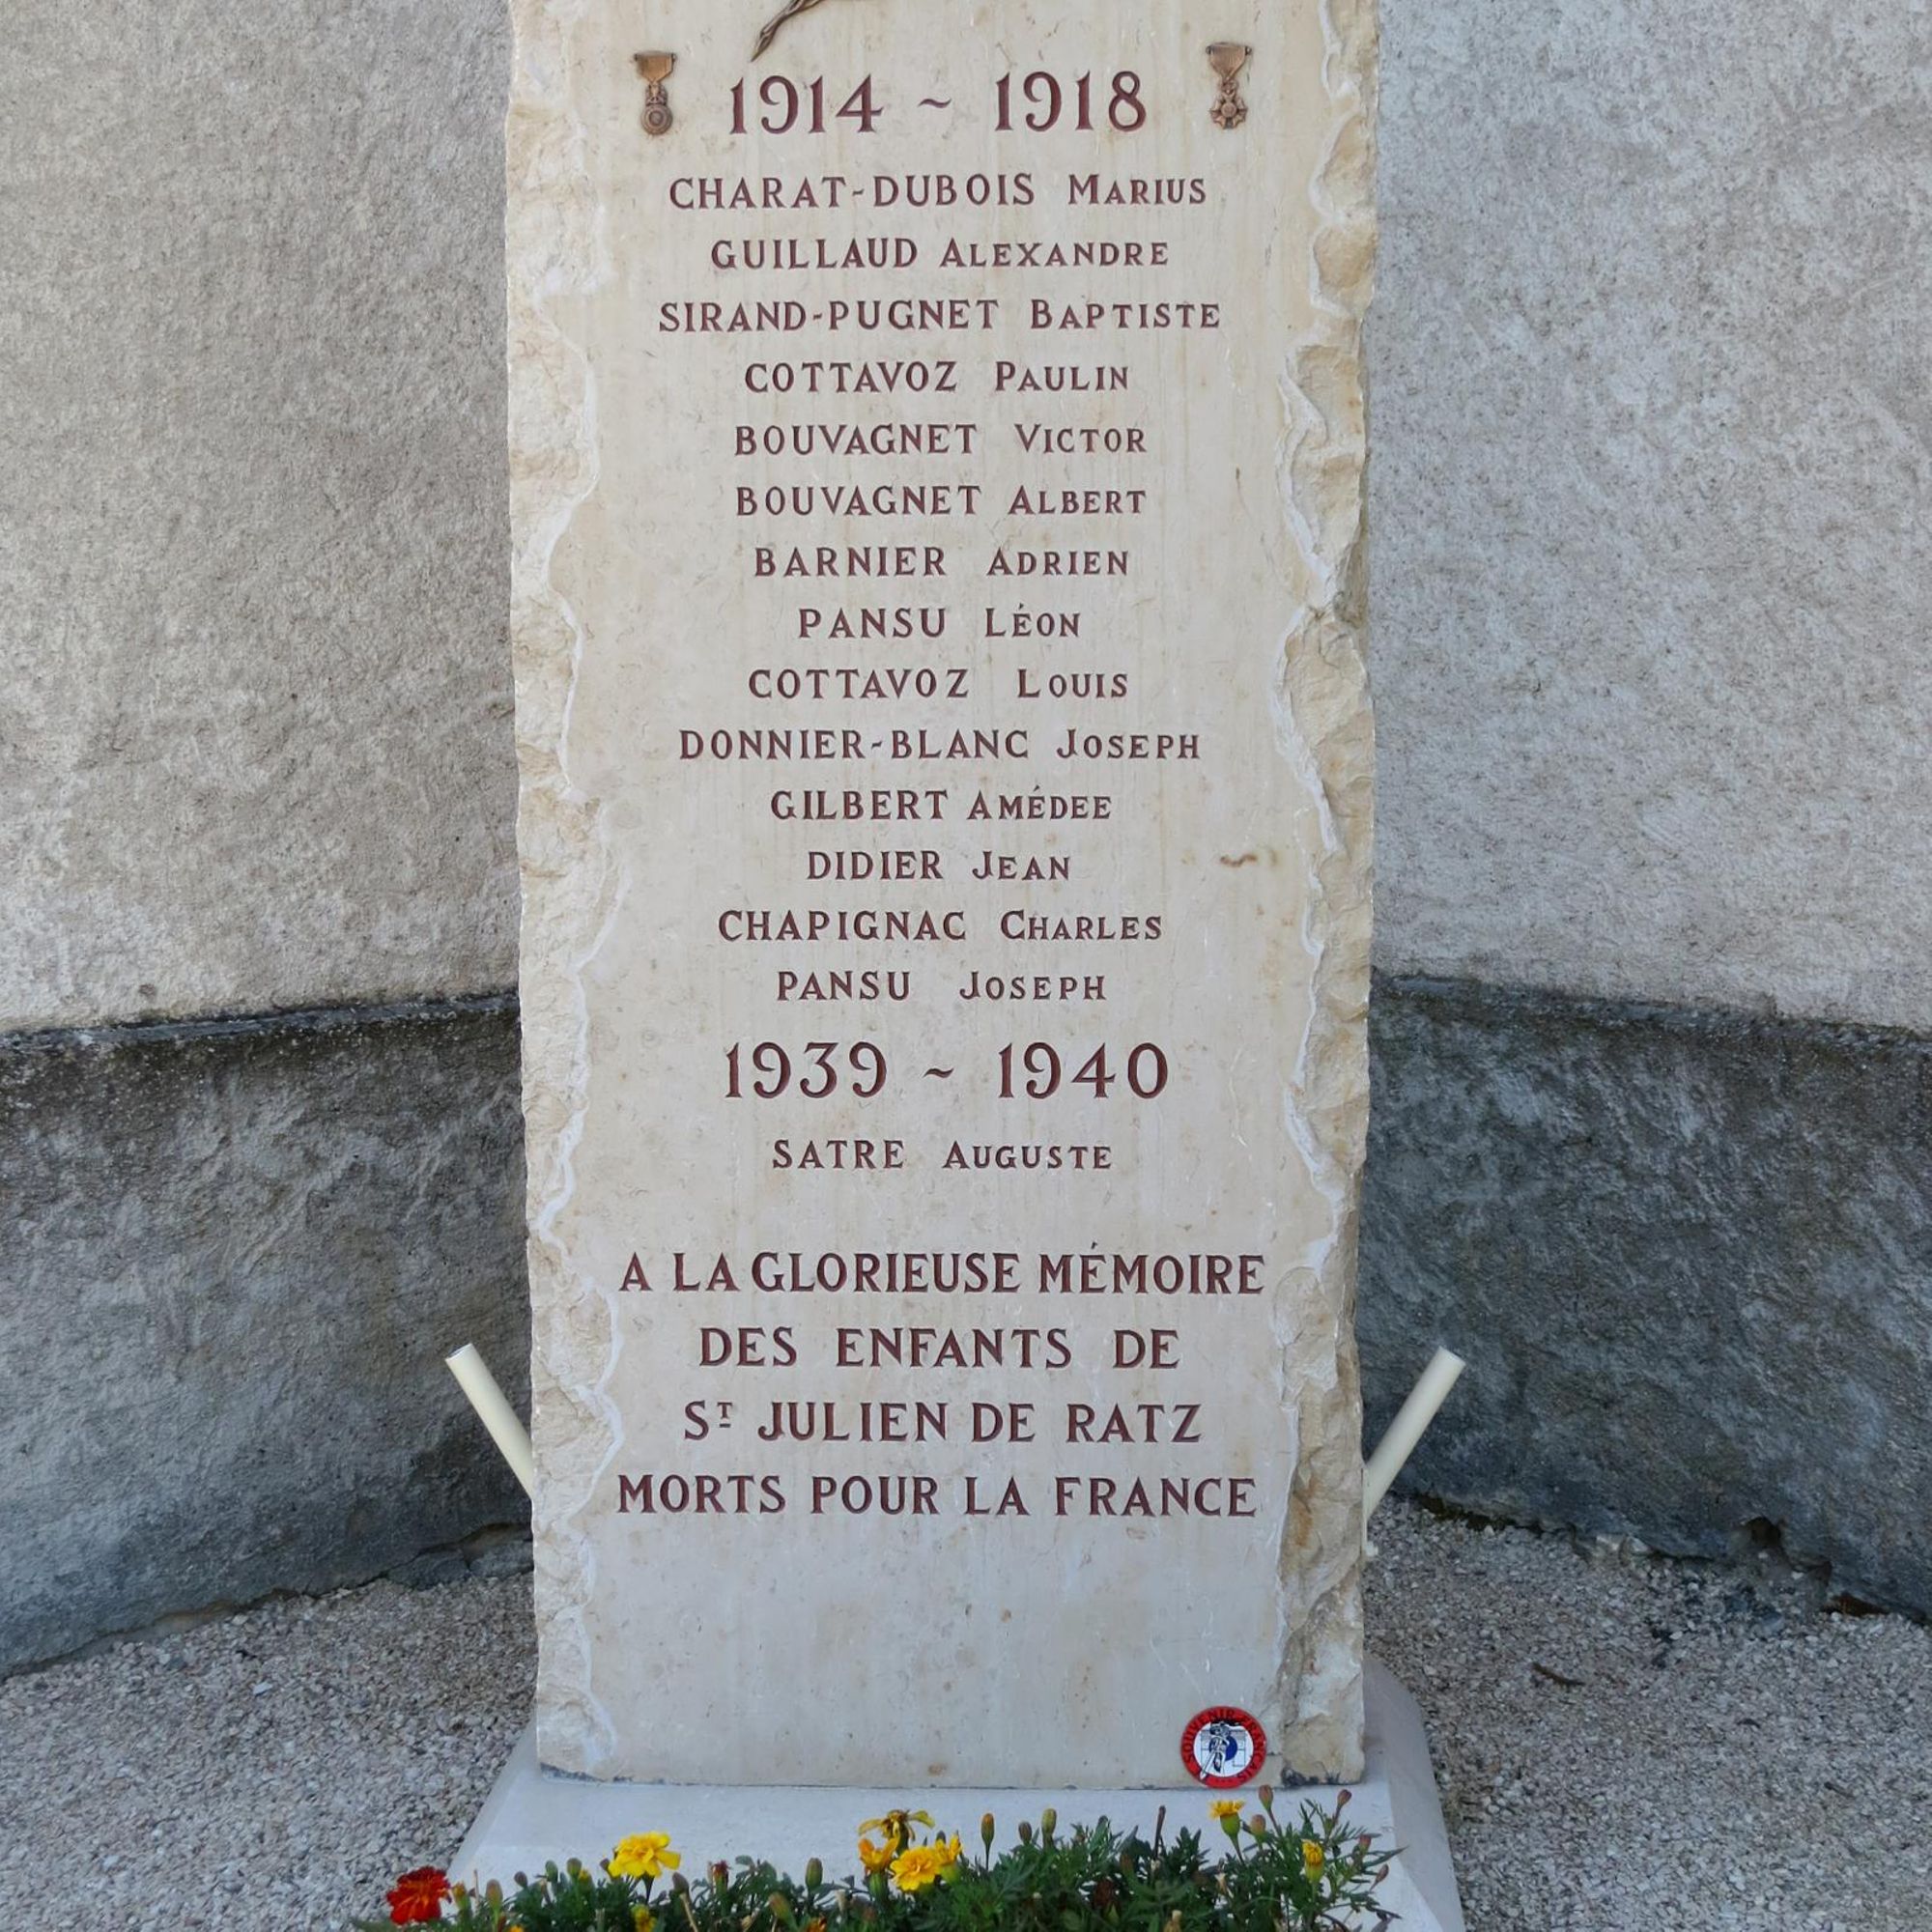 1914 ~ 1918
CHARAT-DUBOIS MARIUS
GUILLAUD ALEXANDRE
SIRAND-PUGNET BAPTISTE
COTTAVOZ PAULIN
BOUVAGNET VICTOR
BOUVAGNET ALBERT
BARNIER ADRIEN
PANSU LÉON
COTTAVOZ LOUIS
DONNIER-BLANC JOSEPH
GILBERT AMÉDEE
DIDIER JEAN
CHAPIGNAC CHARLES
PANSU JOSEPH
1939 ~ 1940
SATRE AUGUSTE
A LA GLORIEUSE MÉMOIRE
DES ENFANTS DE
ST JULIEN DE RATZ
MORTS POUR LA FRANCE
SOUVENIR FRANÇAIS